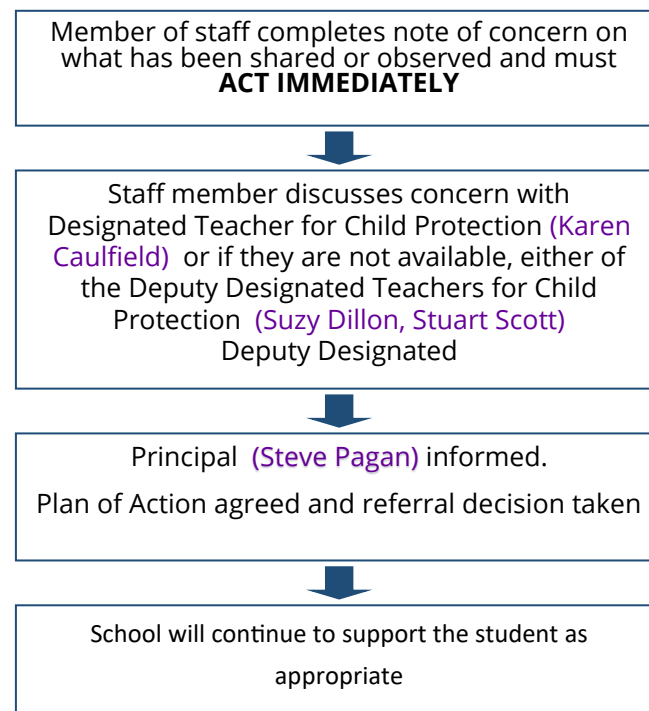 Member of staff completes note of concern on
what has been shared or observed and must
ACT IMMEDIATELY
Staff member discusses concern with
Designated Teacher for Child Protection (Karen
Caulfield) or if they are not available, either of
the Deputy Designated Teachers for Child
Protection (Suzy Dillon, Stuart Scott)
Deputy Designated
Principal (Steve Pagan) informed.
Plan of Action agreed and referral decision taken
School will continue to support the student as
appropriate